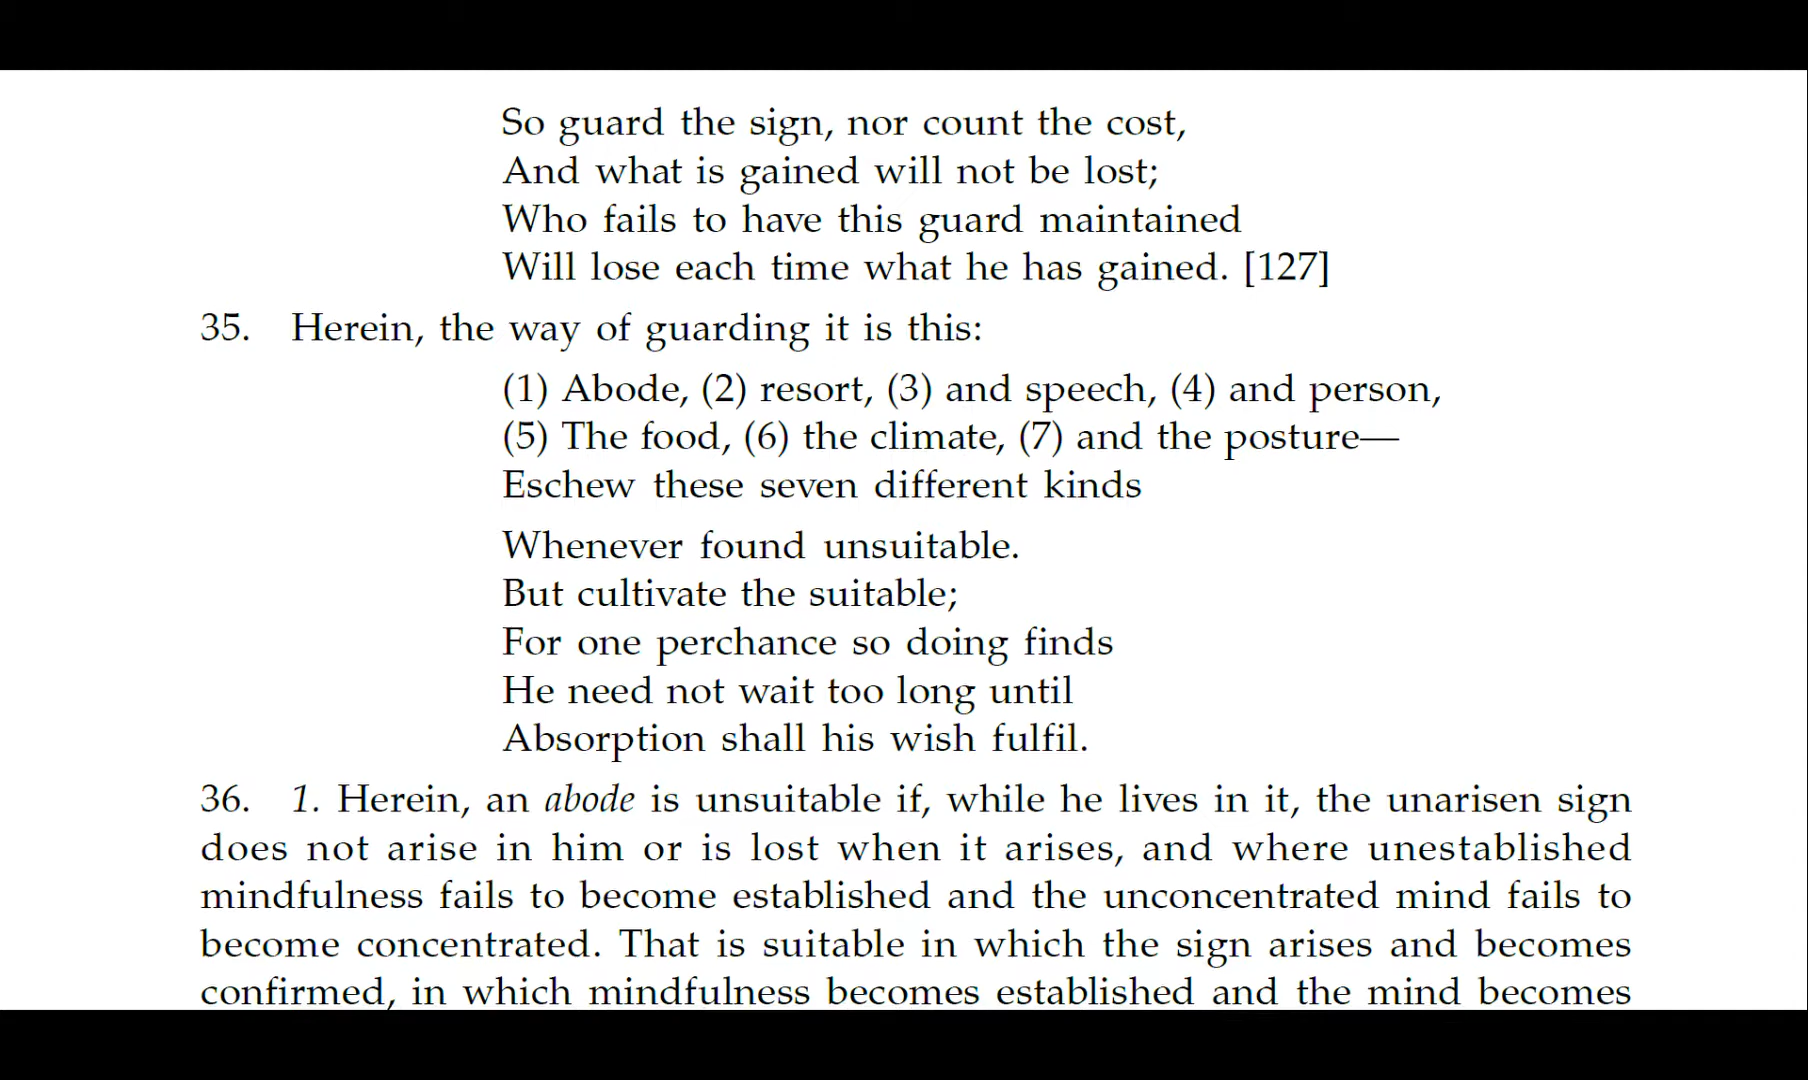 So guard the sign, nor count the cost,
And what is gained will not be lost;
Who fails to have this guard maintained
Will lose each time what he has gained. [127]
35. Herein, the way of guarding it is this:
(1) Abode, (2) resort, (3) and speech, (4) and person,
(5) The food, (6) the climate, (7) and the posture—
Eschew these seven different kinds
Whenever found unsuitable.
But cultivate the suitable;
For one perchance so doing finds
He need not wait too long until
Absorption shall his wish fulfil.
36. 1. Herein, an abode is unsuitable if, while he lives in it, the unarisen sign
does not arise in him or is lost when it arises, and where unestablished
mindfulness fails to become established and the unconcentrated mind fails to
become concentrated. That is suitable in which the sign arises and becomes
confirmed, in which mindfulness becomes established and the mind becomes